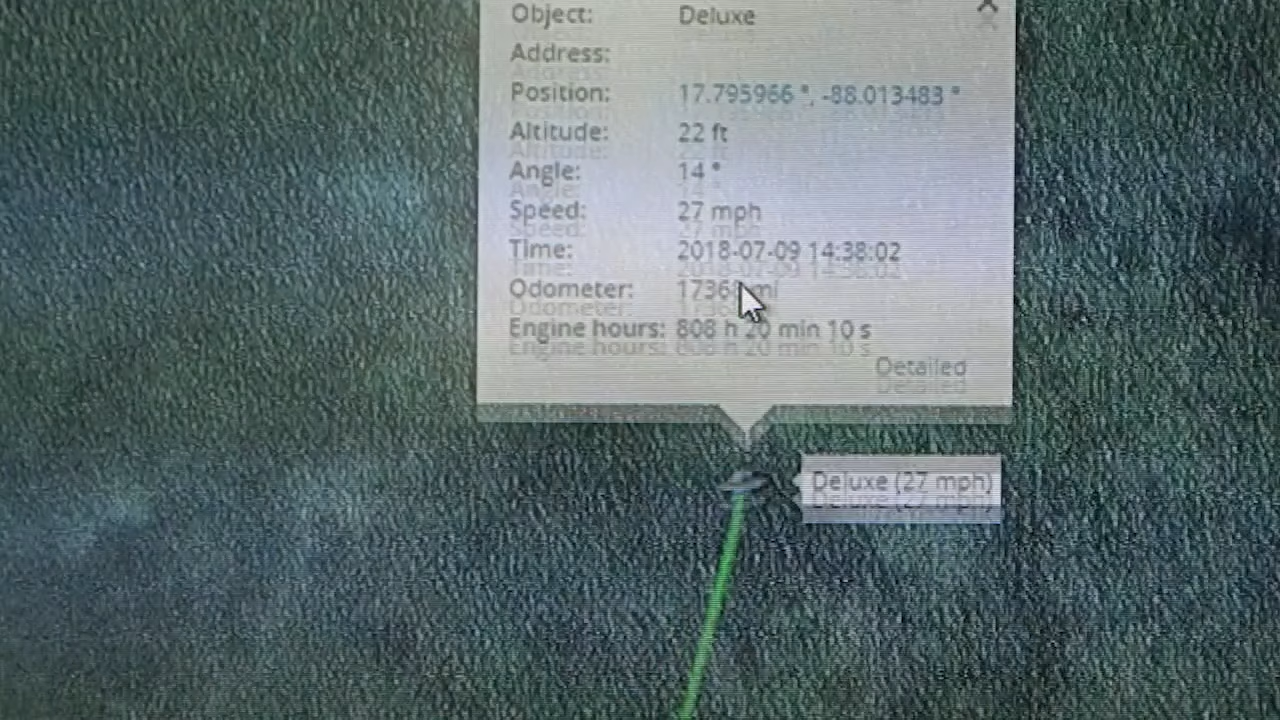 Object: Deluxe
Address:
Position: 17.795966 °, -88.013483 °
Altitude: 22 ft
Angle: 14 °
Speed: 27 mph
Time: 2018-07-09 14:38:02
Odometer: mi
Engine hours: 808 h 20 min 10 s
Detailed
Deluxe (27 mph)